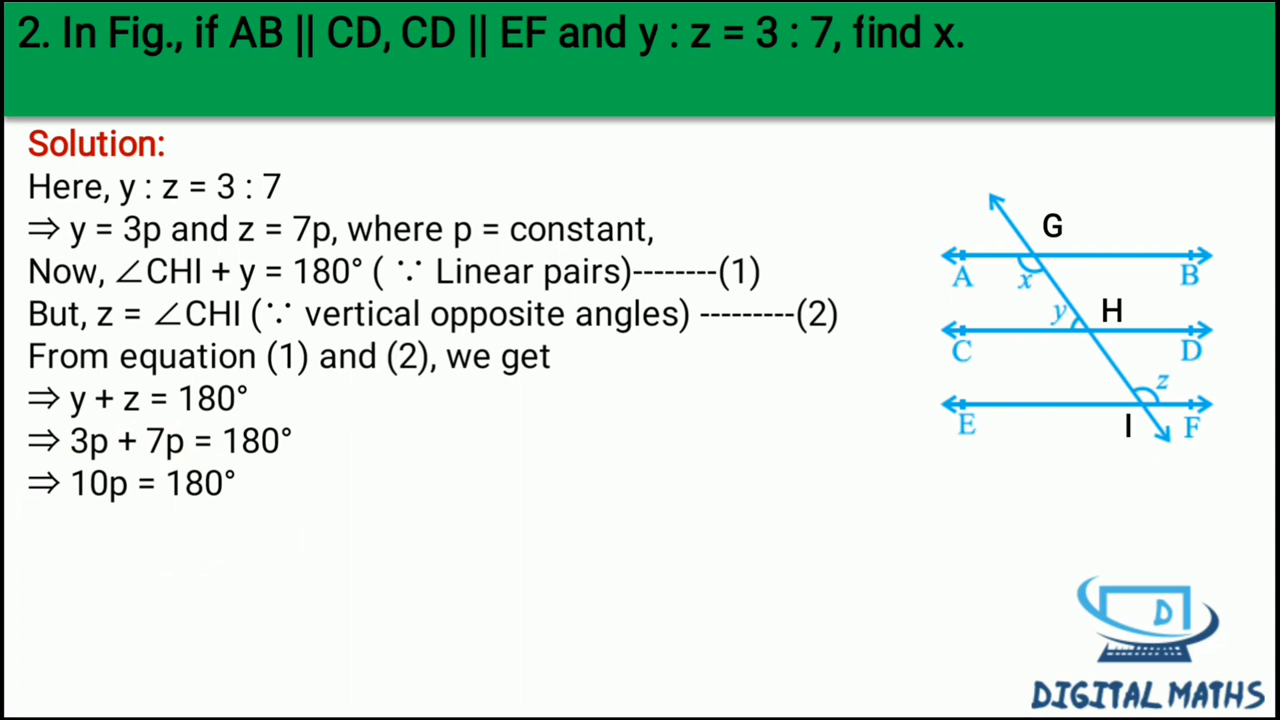 2. In Fig., if AB || CD, CD || EF and y : z = 3 : 7, find x.
Solution:
Here, y : z = 3 : 7
⇒ y = 3p and z = 7p, where p = constant,
Now, ∠CHI + y = 180° ( ∵ Linear pairs)--------(1)
But, z = ∠CHI (∵ vertical opposite angles) ---------(2)
From equation (1) and (2), we get
⇒ y + z = 180°
⇒ 3p + 7p = 180°
⇒ 10p = 180°
G
A x B
y H
C D
z
E I F
D
DIGITAL MATHS